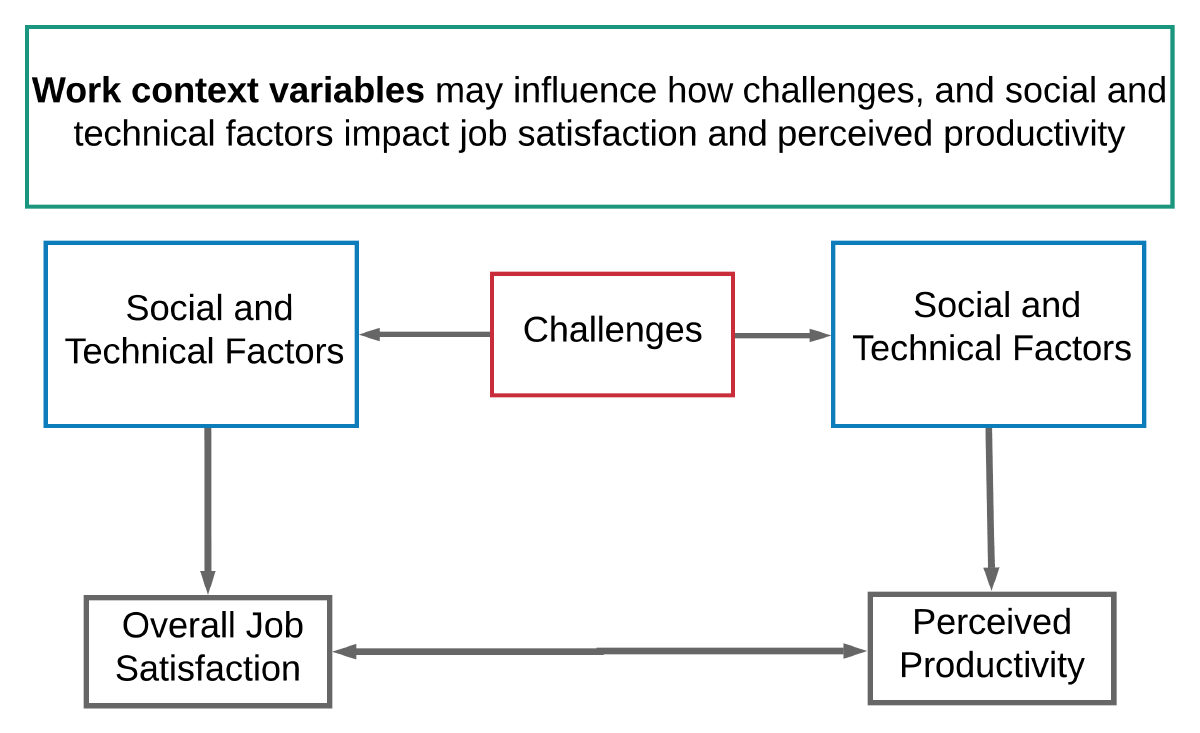 Work context variables may influence how challenges, and social and
technical factors impact job satisfaction and perceived productivity
Social and
Technical Factors
Challenges
Social and
Technical Factors
Overall Job
Satisfaction
Perceived
Productivity